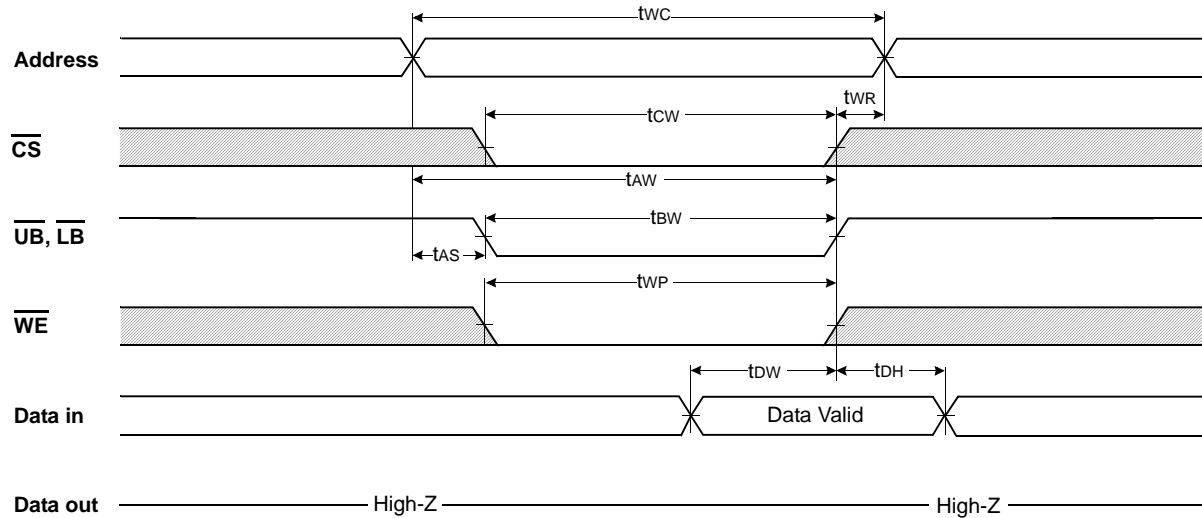 tWC
Address
tWR
tCW
CS
tAW
UB, LB
tBW
tAS
tWP
WE
tDW
tDH
Data in
Data Valid
Data out
High-Z
High-Z